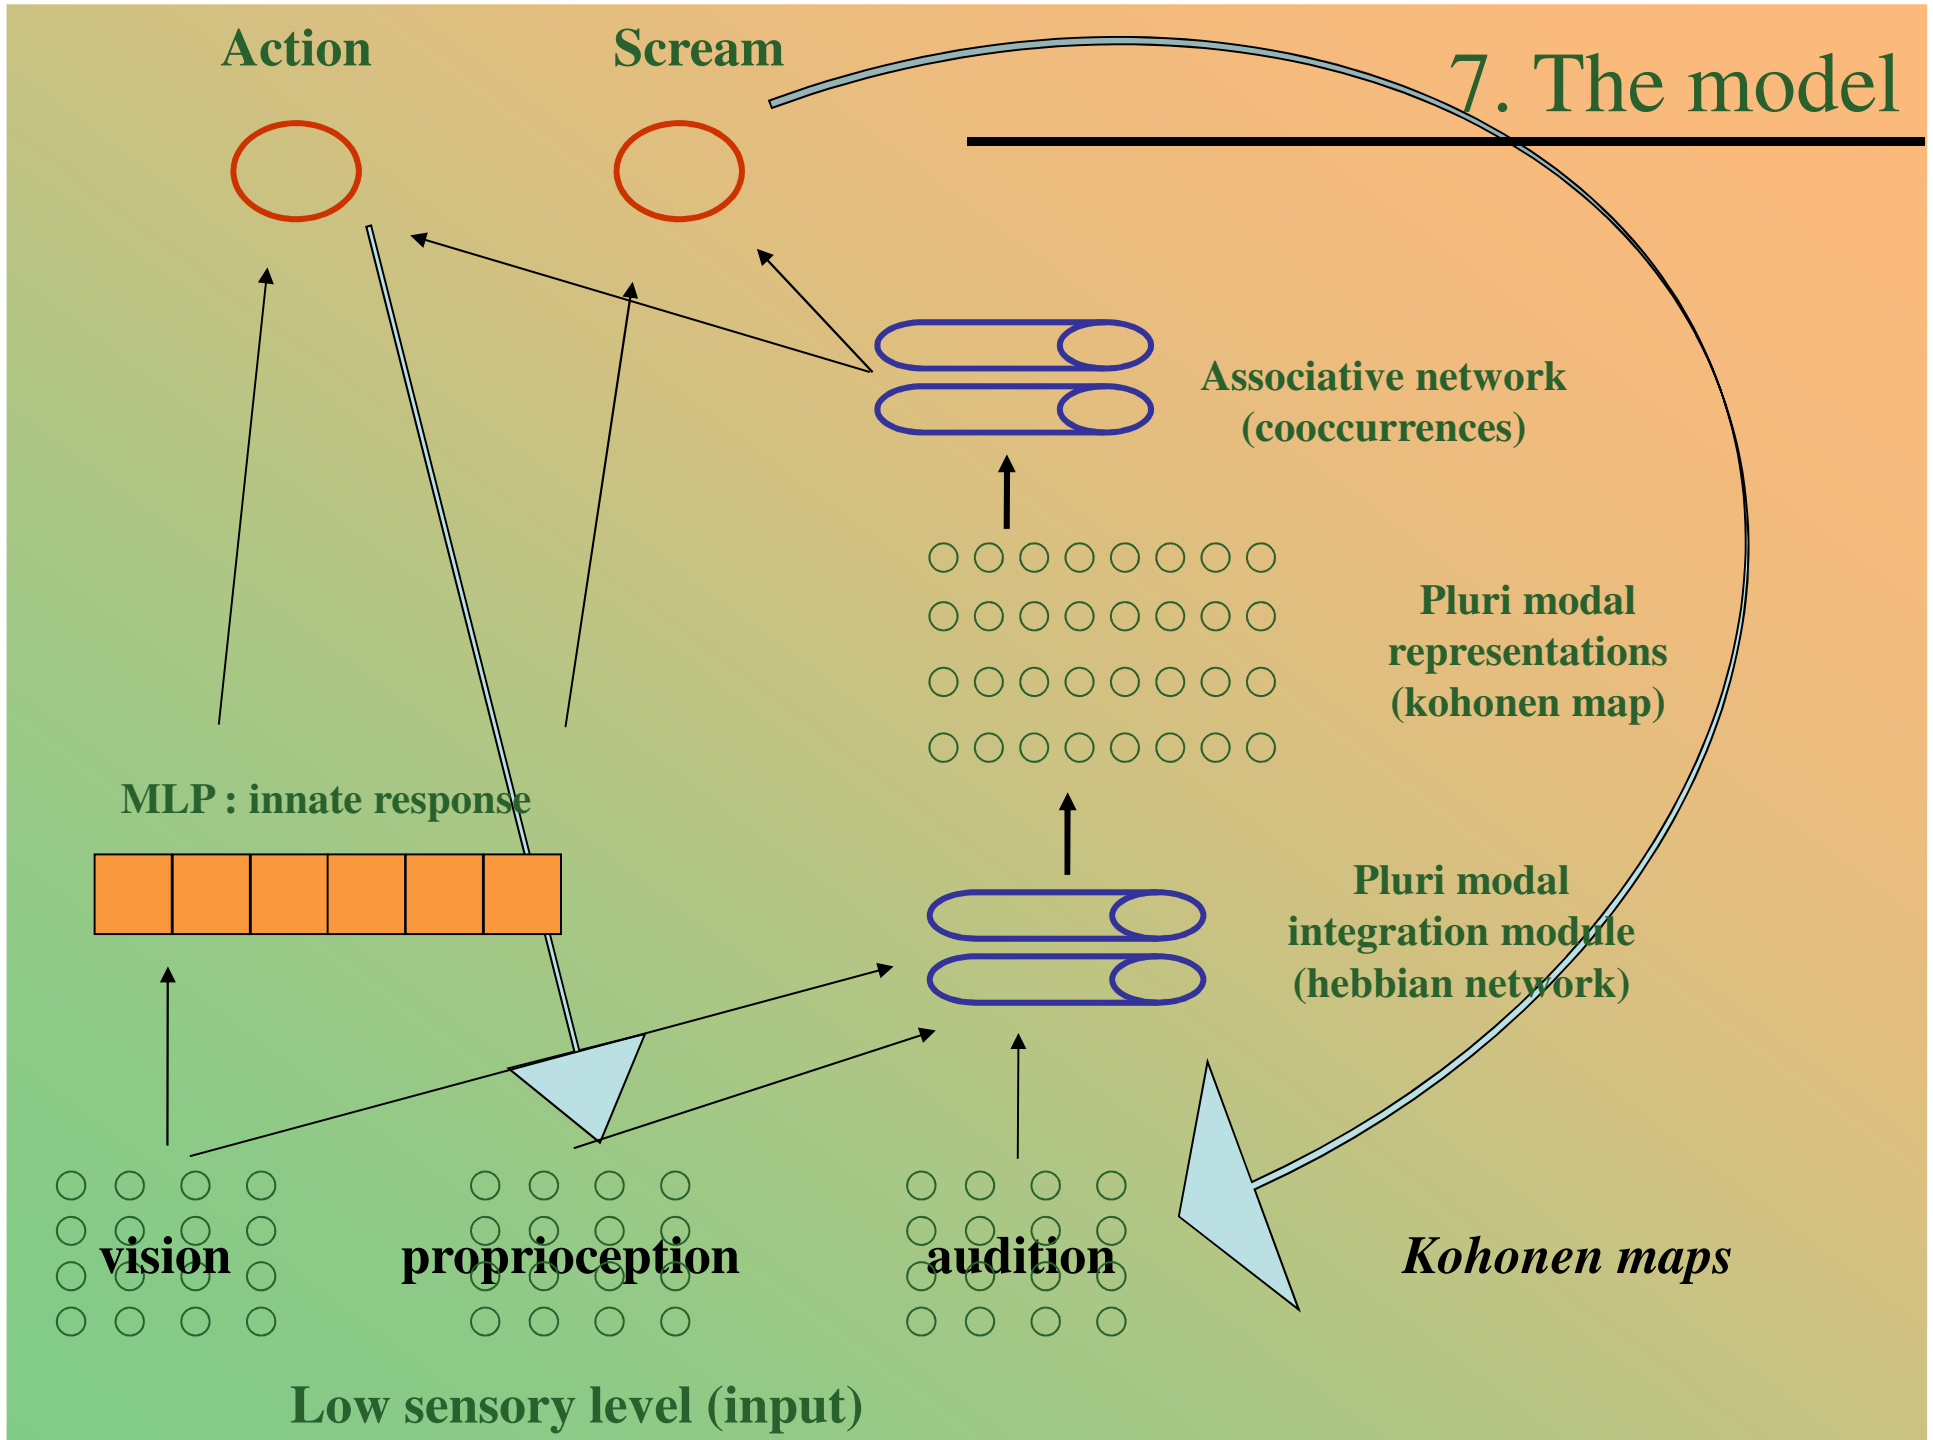 Action
Scream
7. The model
Associative network
(cooccurrences)
Pluri modal
representations
(kohonen map)
MLP : innate response
Pluri modal
integration module
(hebbian network)
vision
proprioception
audition
Kohonen maps
Low sensory level (input)